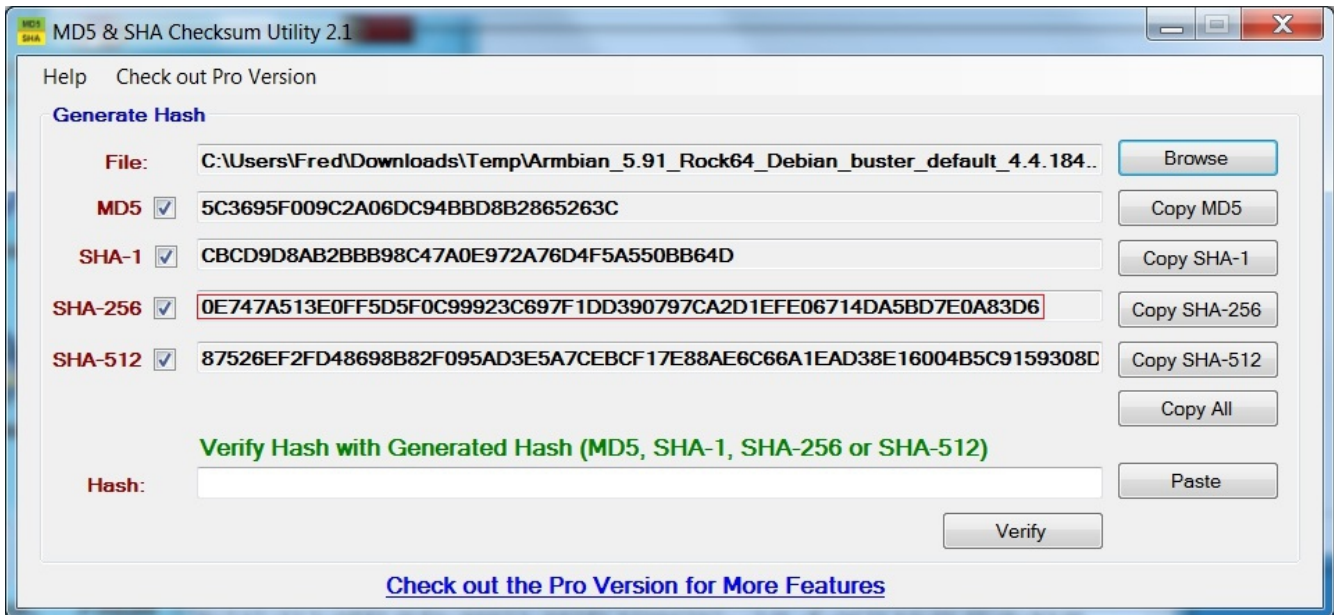 MD5 SHA MD5 & SHA Checksum Utility 2.1 X
Help Check out Pro Version
Generate Hash
File: C:\Users\Fred\Downloads\Temp\Armbian_5.91_Rock64_Debian_buster_default_4.4.184.. Browse
MD5 5C3695F009C2A06DC94BBD8B2865263C Copy MD5
SHA-1 CBCD9D8AB2BBB98C47A0E972A76D4F5A550BB64D Copy SHA-1
SHA-256 0E747A513E0FF5D5F0C99923C697F1DD390797CA2D1EFE06714DA5BD7E0A83D6 Copy SHA-256
SHA-512 87526EF2FD48698B82F095AD3E5A7CEBCF17E88AE6C66A1EAD38E16004B5C9159308D Copy SHA-512
Copy All
Verify Hash with Generated Hash (MD5, SHA-1, SHA-256 or SHA-512)
Hash: Paste
Verify
Check out the Pro Version for More Features